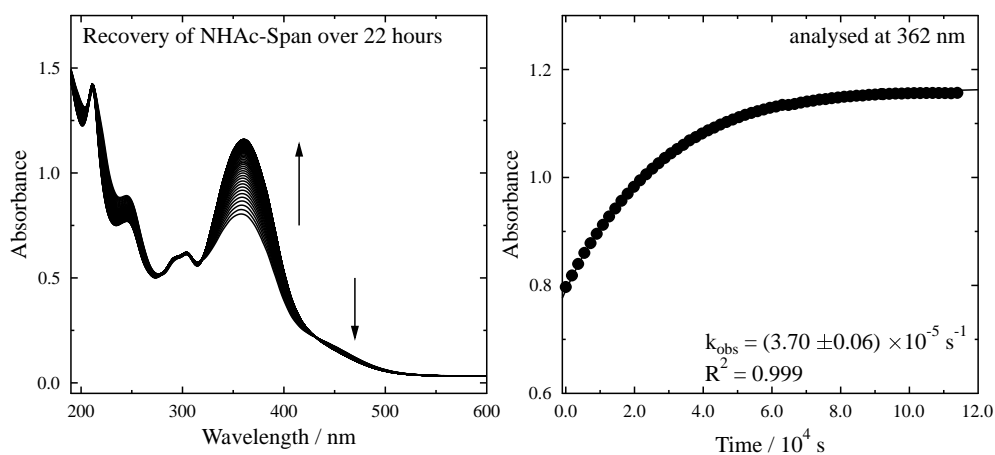 Recovery of NHAc-Span over 22 hours
1.5
1.0
0.5
0.0
Absorbance
200 300 400 500 600
Wavelength / nm
analysed at 362 nm
1.2
1.0
0.8
0.6
Absorbance
k_obs = (3.70 ±0.06) ×10^-5 s^-1
R^2 = 0.999
0.0 2.0 4.0 6.0 8.0 10.0 12.0
Time / 10^4 s